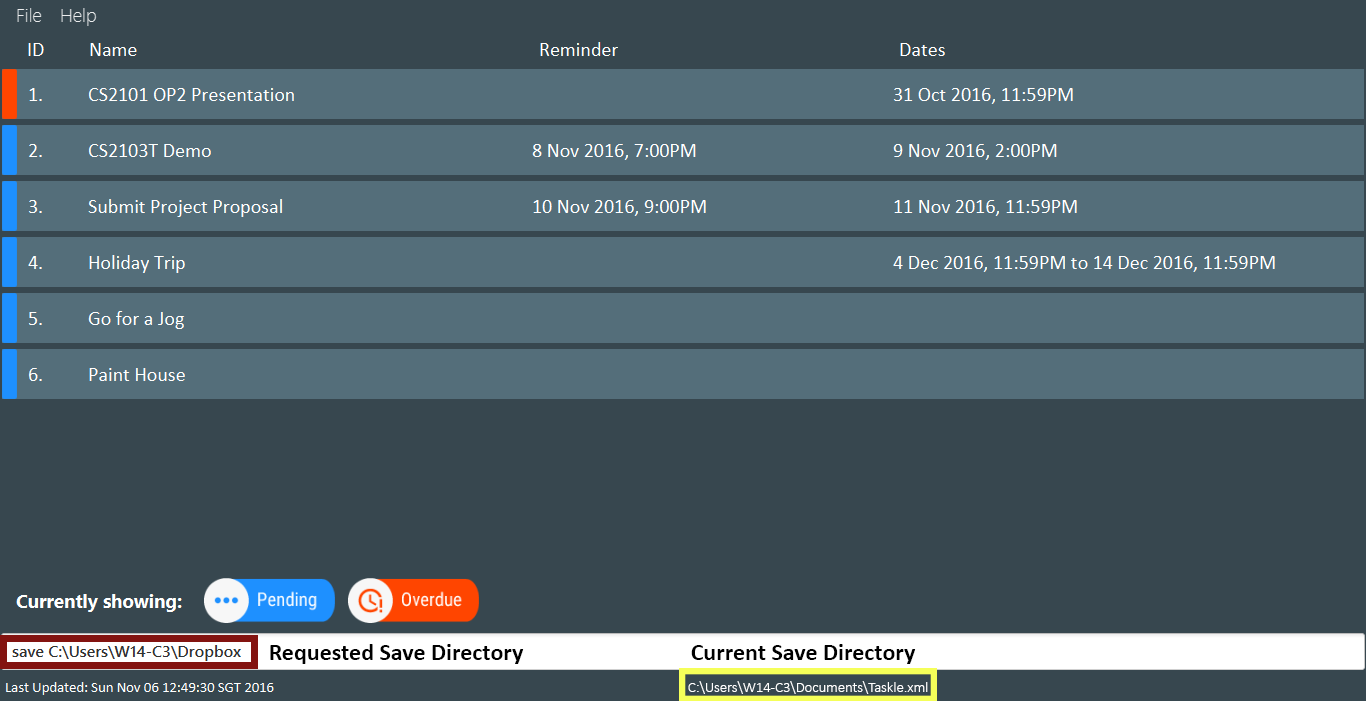 File Help
ID Name Reminder Dates
1. CS2101 OP2 Presentation 31 Oct 2016, 11:59PM
2. CS2103T Demo 8 Nov 2016, 7:00PM 9 Nov 2016, 2:00PM
3. Submit Project Proposal 10 Nov 2016, 9:00PM 11 Nov 2016, 11:59PM
4. Holiday Trip 4 Dec 2016, 11:59PM to 14 Dec 2016, 11:59PM
5. Go for a Jog
6. Paint House
Currently showing: Pending Overdue
save C:\Users\W14-C3\Dropbox Requested Save Directory Current Save Directory
Last Updated: Sun Nov 06 12:49:30 SGT 2016 C:\Users\W14-C3\Documents\Taskle.xml